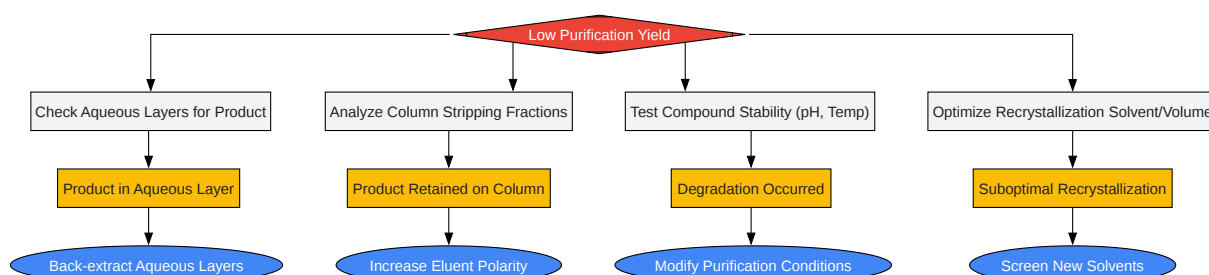 Low Purification Yield
Check Aqueous Layers for Product
Analyze Column Stripping Fractions
Test Compound Stability (pH, Temp)
Optimize Recrystallization Solvent/Volume
Product in Aqueous Layer
Product Retained on Column
Degradation Occurred
Suboptimal Recrystallization
Back-extract Aqueous Layers
Increase Eluent Polarity
Modify Purification Conditions
Screen New Solvents